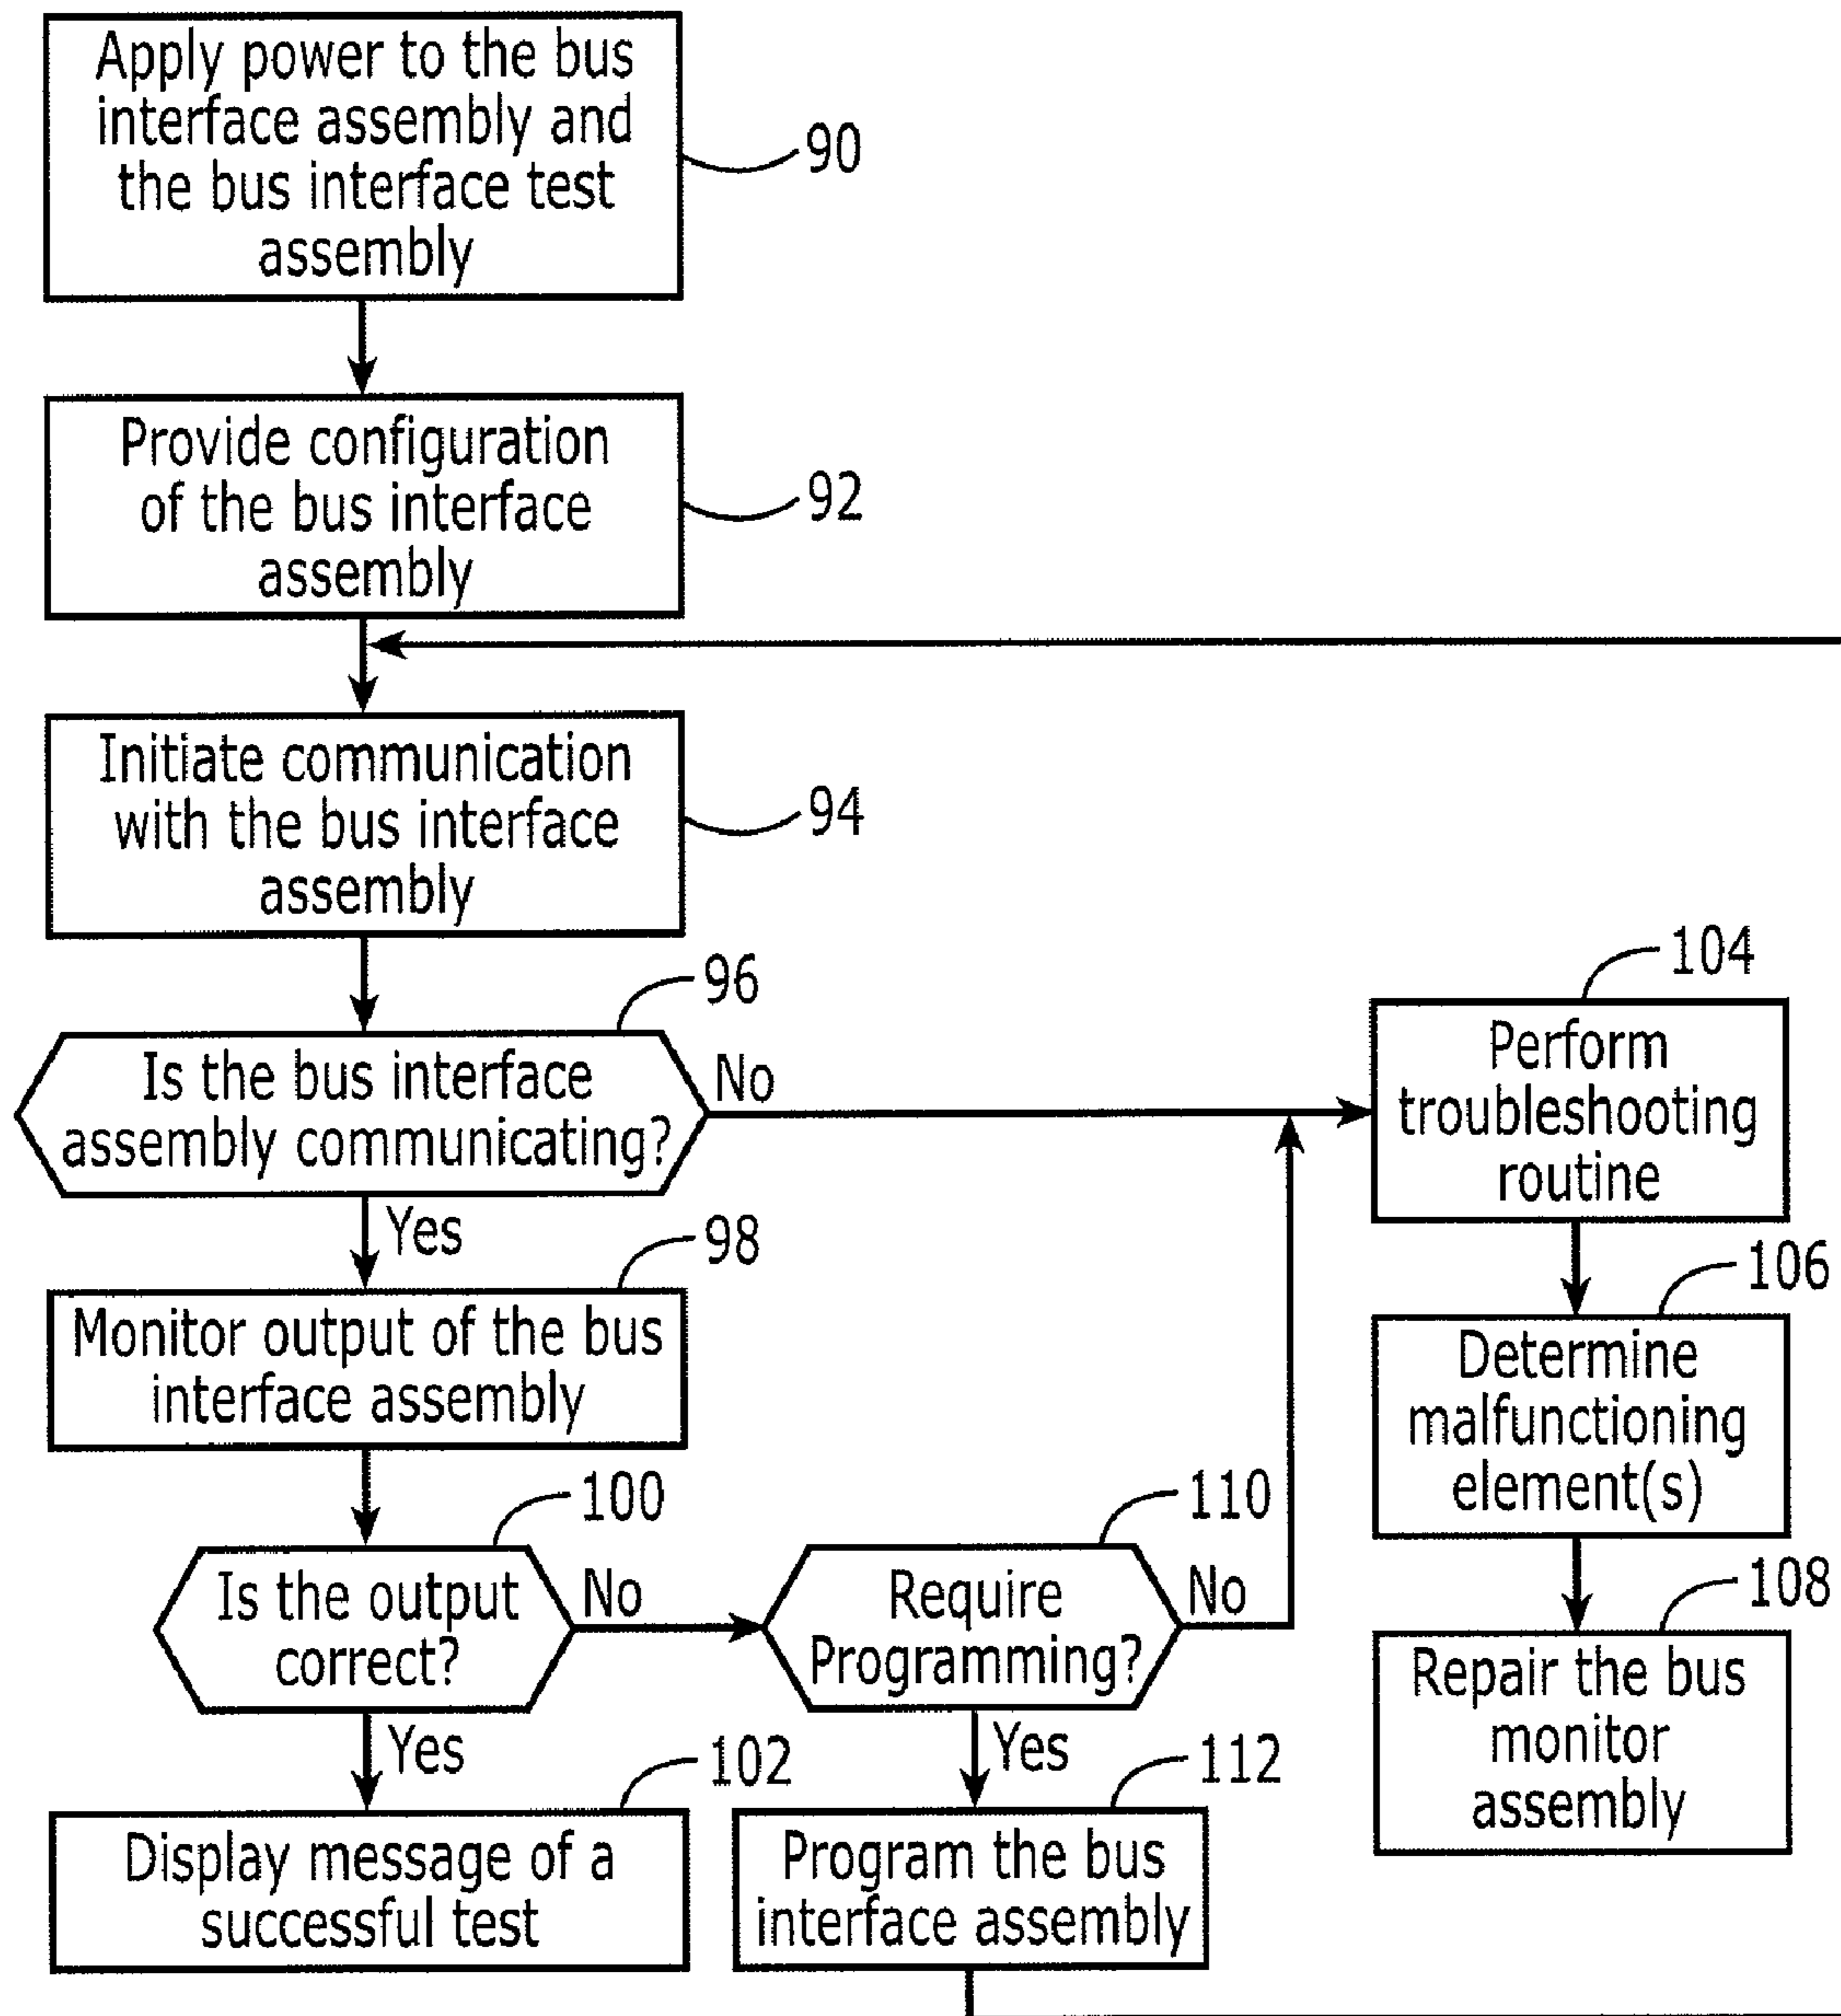 Apply power to the bus
interface assembly and
the bus interface test
assembly
90
Provide configuration
of the bus interface
assembly
92
Initiate communication
with the bus interface
assembly
94
96
Is the bus interface
assembly communicating?
No
Yes
98
Monitor output of the bus
interface assembly
100
Is the output
correct?
No
Yes
102
Display message of a
successful test
110
Require
Programming?
No
Yes
112
Program the bus
interface assembly
104
Perform
troubleshooting
routine
106
Determine
malfunctioning
element(s)
108
Repair the bus
monitor
assembly